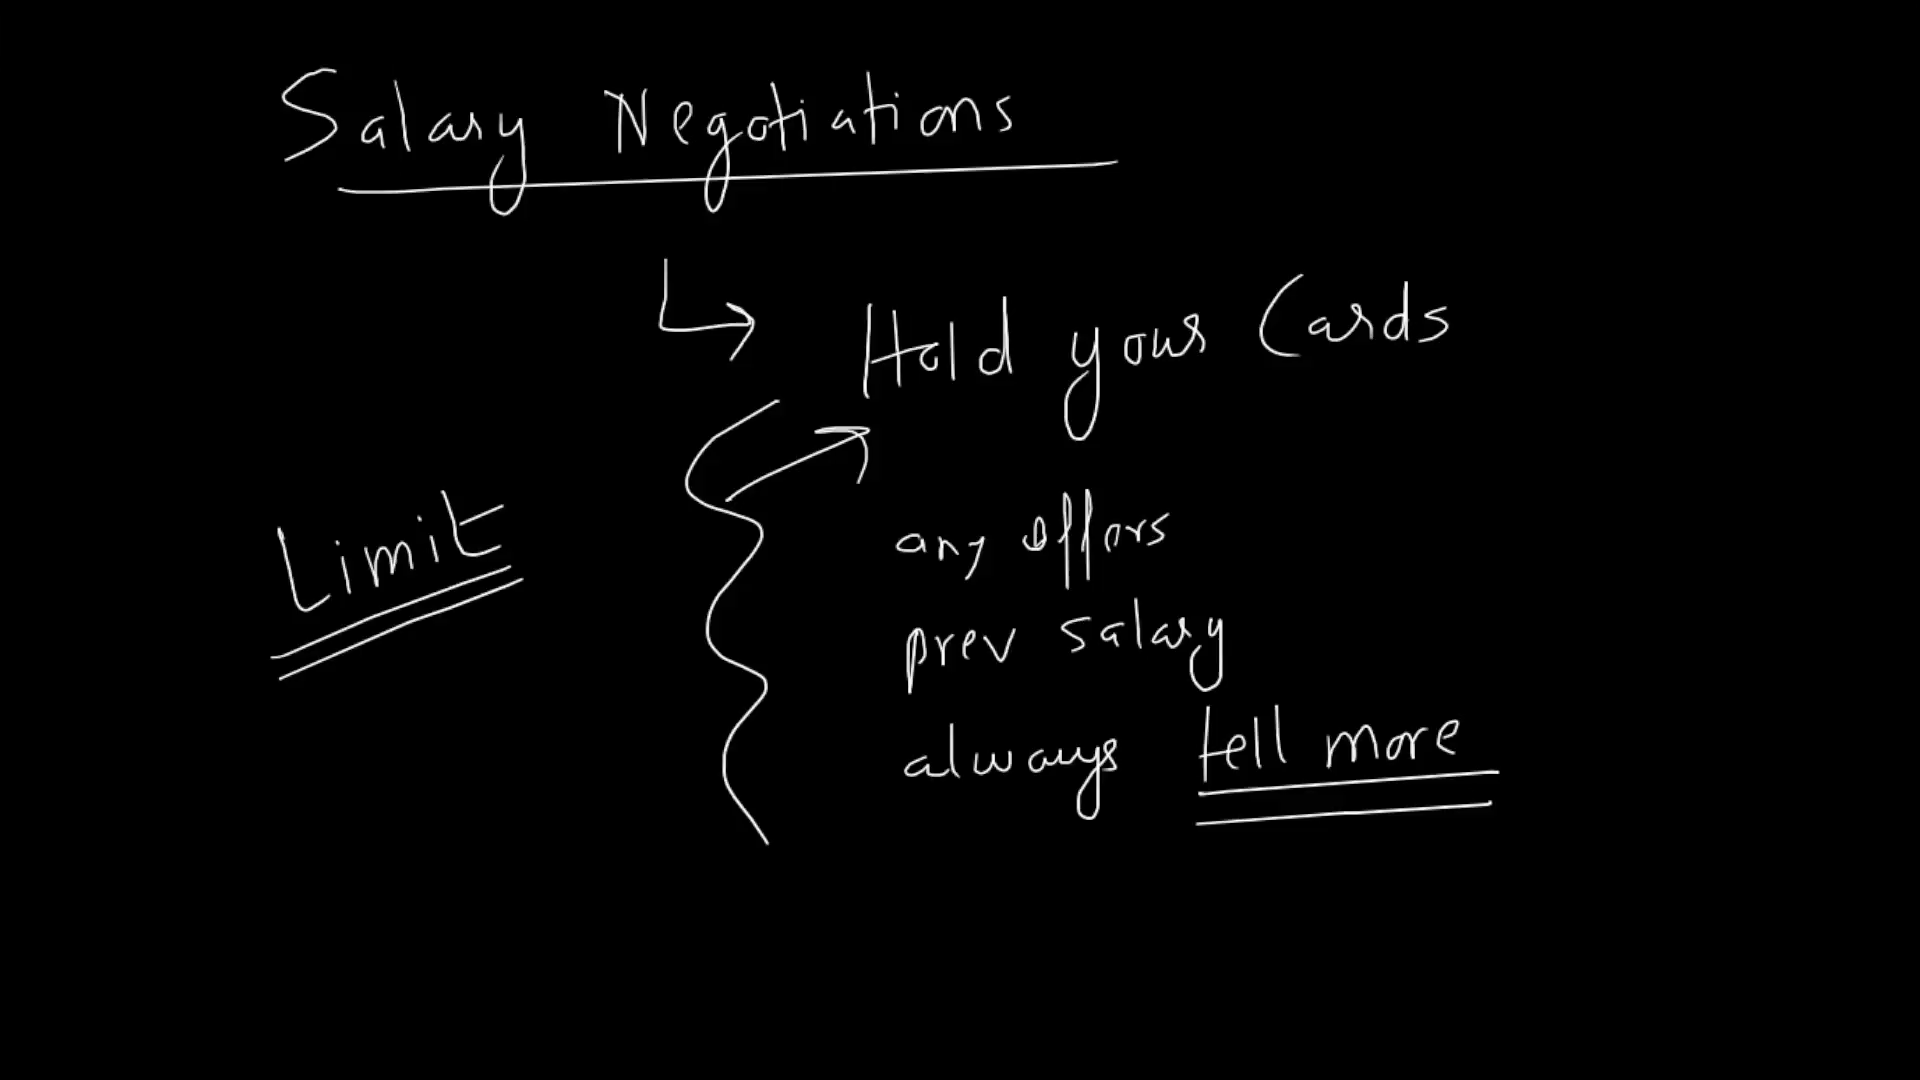 Salary Negotiations
Hold your Cards
Limit
any offers
prev salary
always tell more